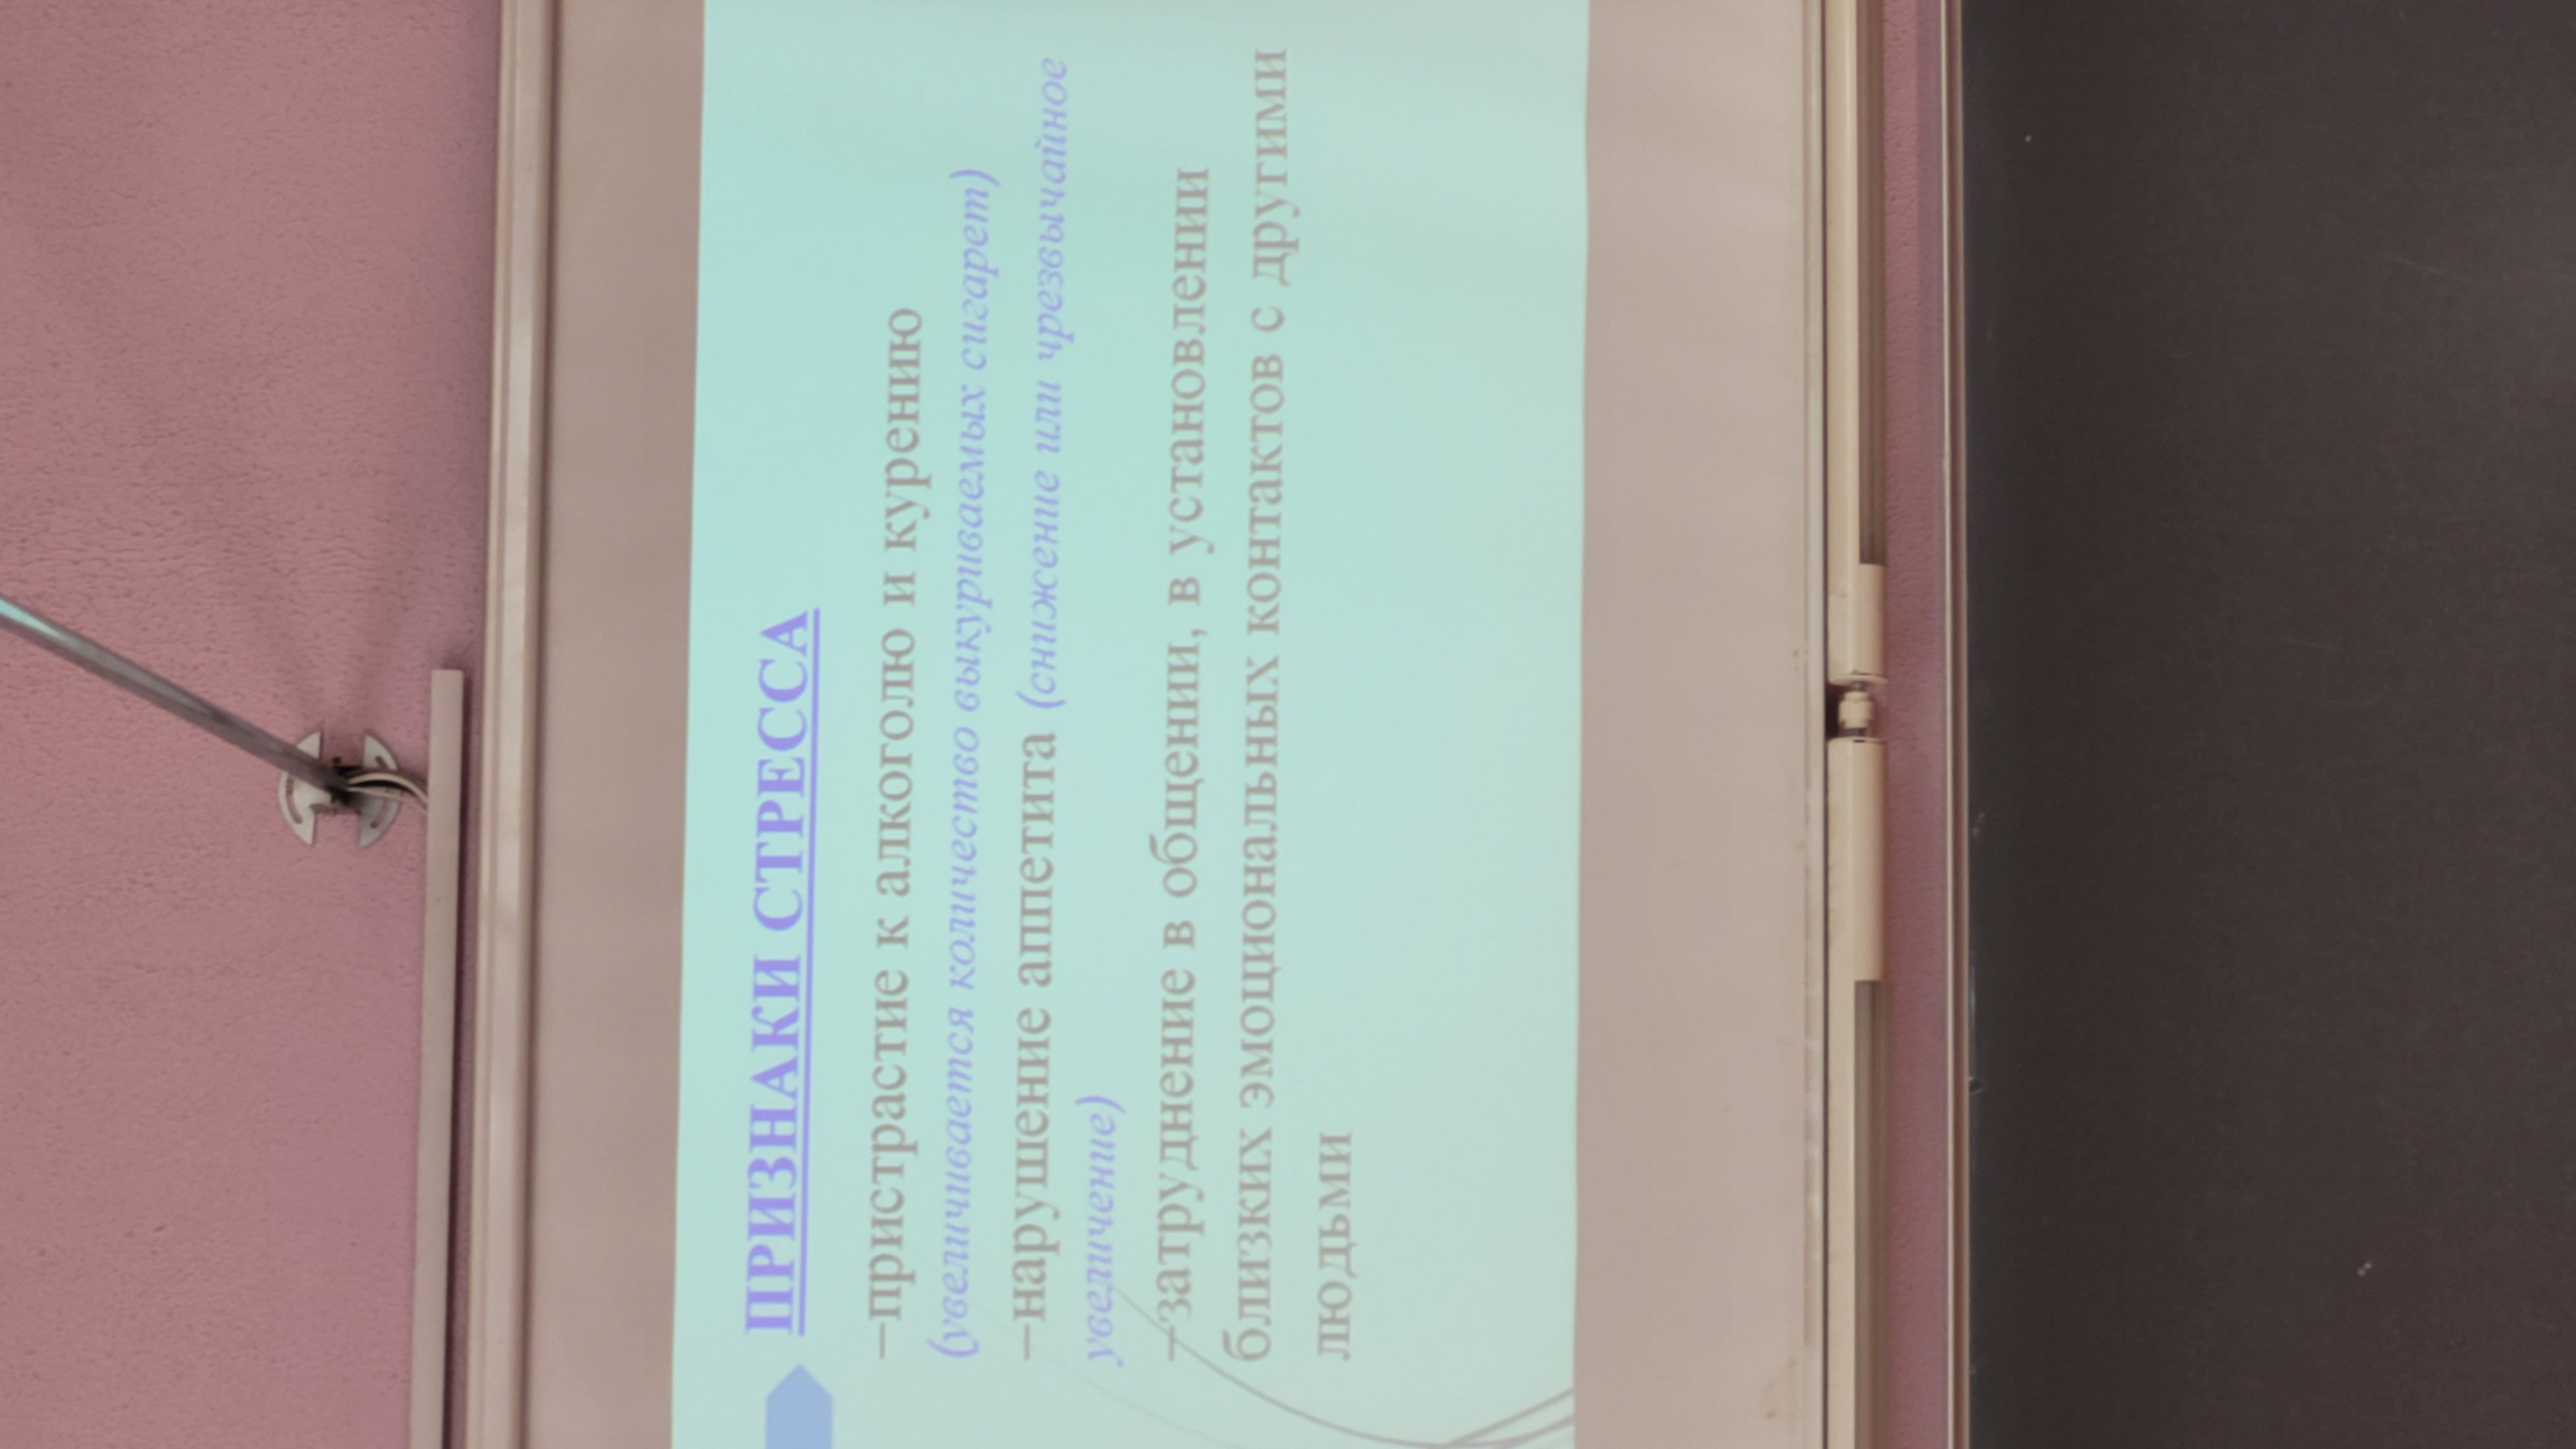 ПРИЗНАКИ СТРЕССА
–пристрастие к алкоголю и курению
(увеличивается количество выкуриваемых сигарет)
–нарушение аппетита (снижение или чрезвычайное
увеличение)
–затруднение в общении, в установлении
близких эмоциональных контактов с другими
людьми